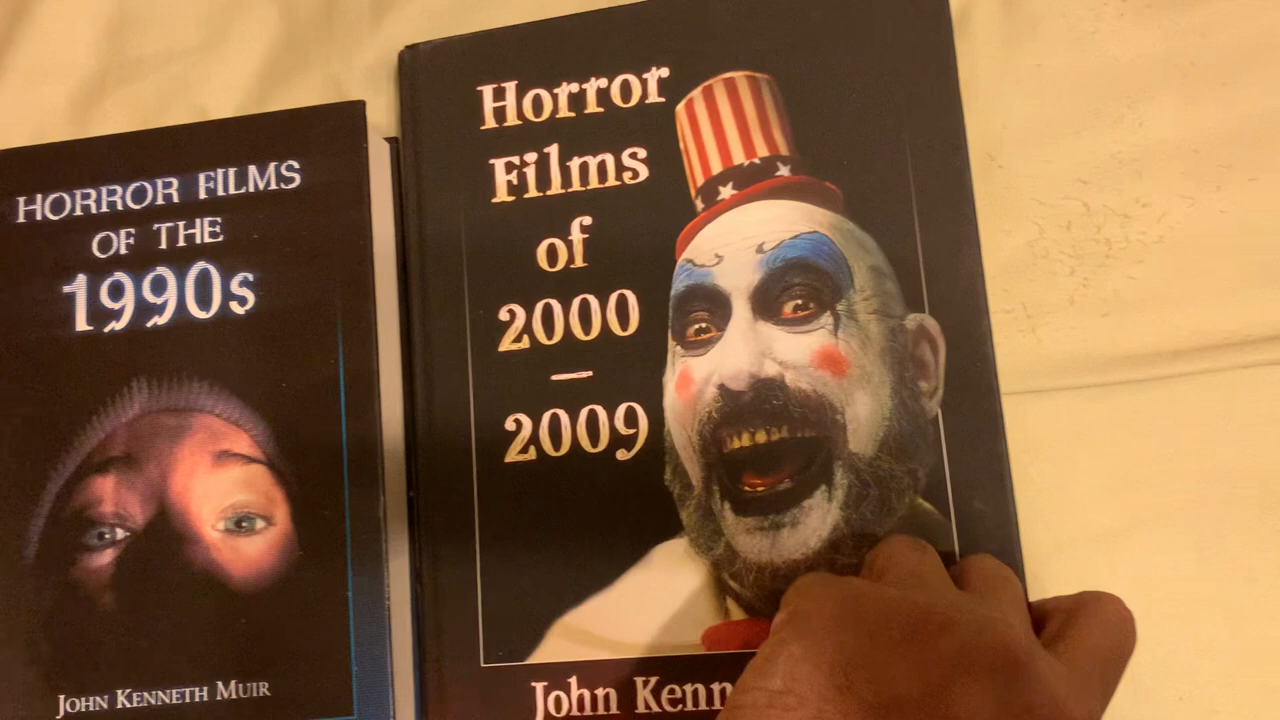 HORROR FILMS
OF THE
1990s
JOHN KENNETH MUIR
Horror
Films
of
2000
–
2009
John Kenn